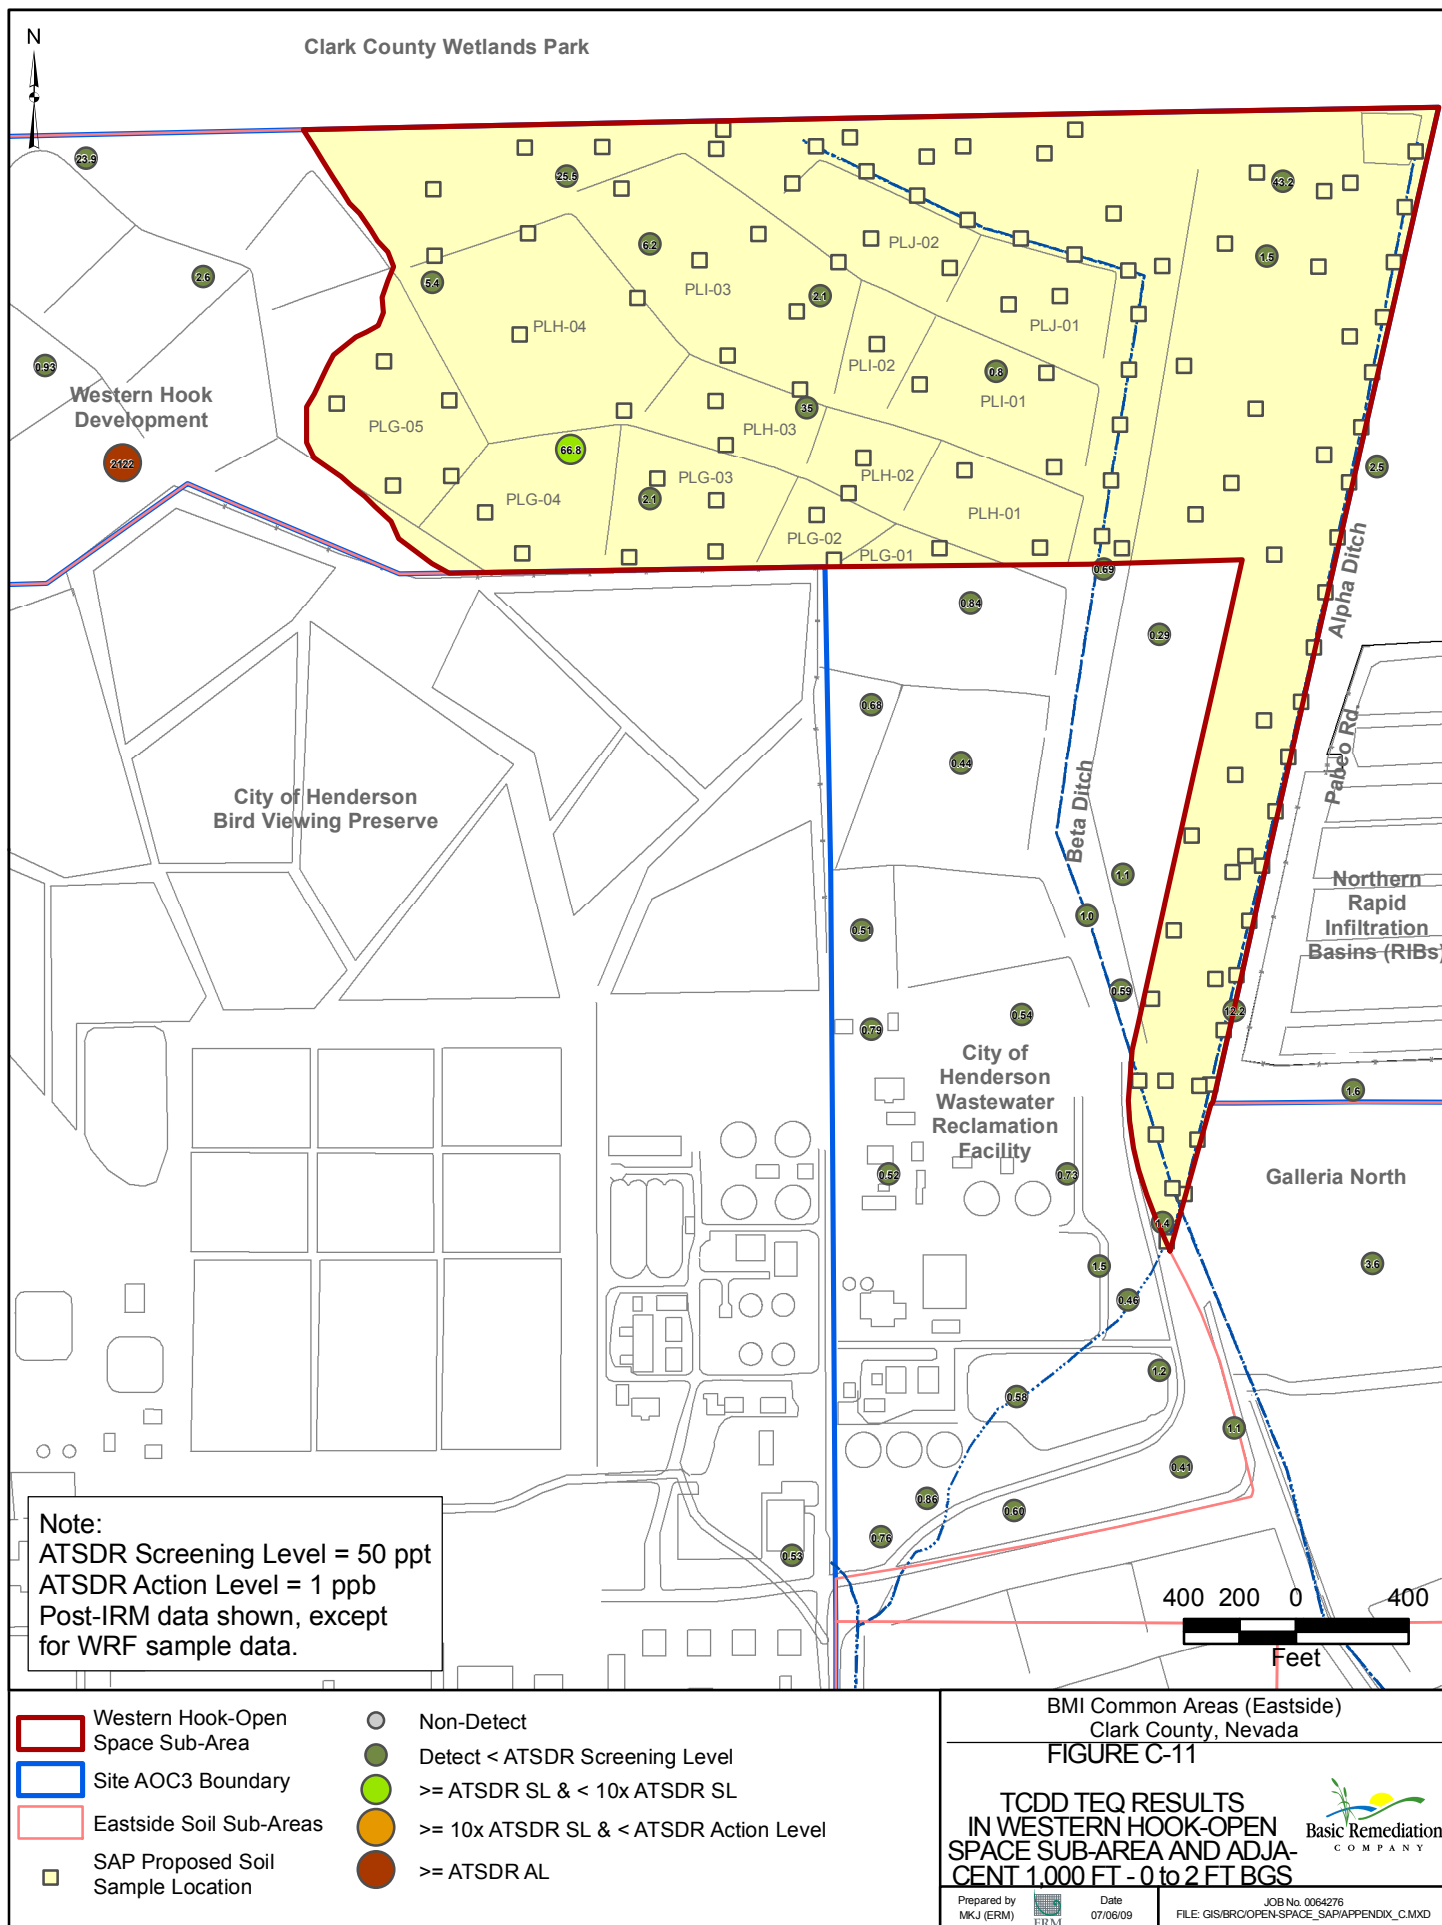 N
Clark County Wetlands Park
23.9
25.5
43.2
2.6
5.4
6.2
PLI-03
2.1
PLJ-02
1.5
PLJ-01
PLH-04
PLI-02
0.8
PLI-01
0.93
Western Hook
Development
2122
PLG-05
35
PLH-03
66.8
PLG-04
PLG-03
2.1
PLH-02
PLH-01
PLG-02
PLG-01
2.5
0.69
0.84
0.29
Alpha Ditch
0.68
0.44
Pabco Rd.
City of Henderson
Bird Viewing Preserve
Beta Ditch
1.1
1.0
0.51
Northern
Rapid
Infiltration
Basins (RIBs)
0.59
0.54
12.2
0.79
City of
Henderson
Wastewater
Reclamation
Facility
1.6
0.52
0.73
Galleria North
1.4
1.5
3.6
0.46
1.2
0.58
1.1
0.41
0.86
0.60
0.76
0.53
Note:
ATSDR Screening Level = 50 ppt
ATSDR Action Level = 1 ppb
Post-IRM data shown, except
for WRF sample data.
400 200 0 400
Feet
Western Hook-Open
Space Sub-Area
Site AOC3 Boundary
Eastside Soil Sub-Areas
SAP Proposed Soil
Sample Location
Non-Detect
Detect < ATSDR Screening Level
>= ATSDR SL & < 10x ATSDR SL
>= 10x ATSDR SL & < ATSDR Action Level
>= ATSDR AL
BMI Common Areas (Eastside)
Clark County, Nevada
FIGURE C-11
TCDD TEQ RESULTS
IN WESTERN HOOK-OPEN
SPACE SUB-AREA AND ADJA-
CENT 1,000 FT - 0 to 2 FT BGS
Basic Remediation
COMPANY
Prepared by
MKJ (ERM)
ERM
Date
07/06/09
JOB No. 0064276
FILE: GIS/BRC/OPEN-SPACE_SAP/APPENDIX_C.MXD